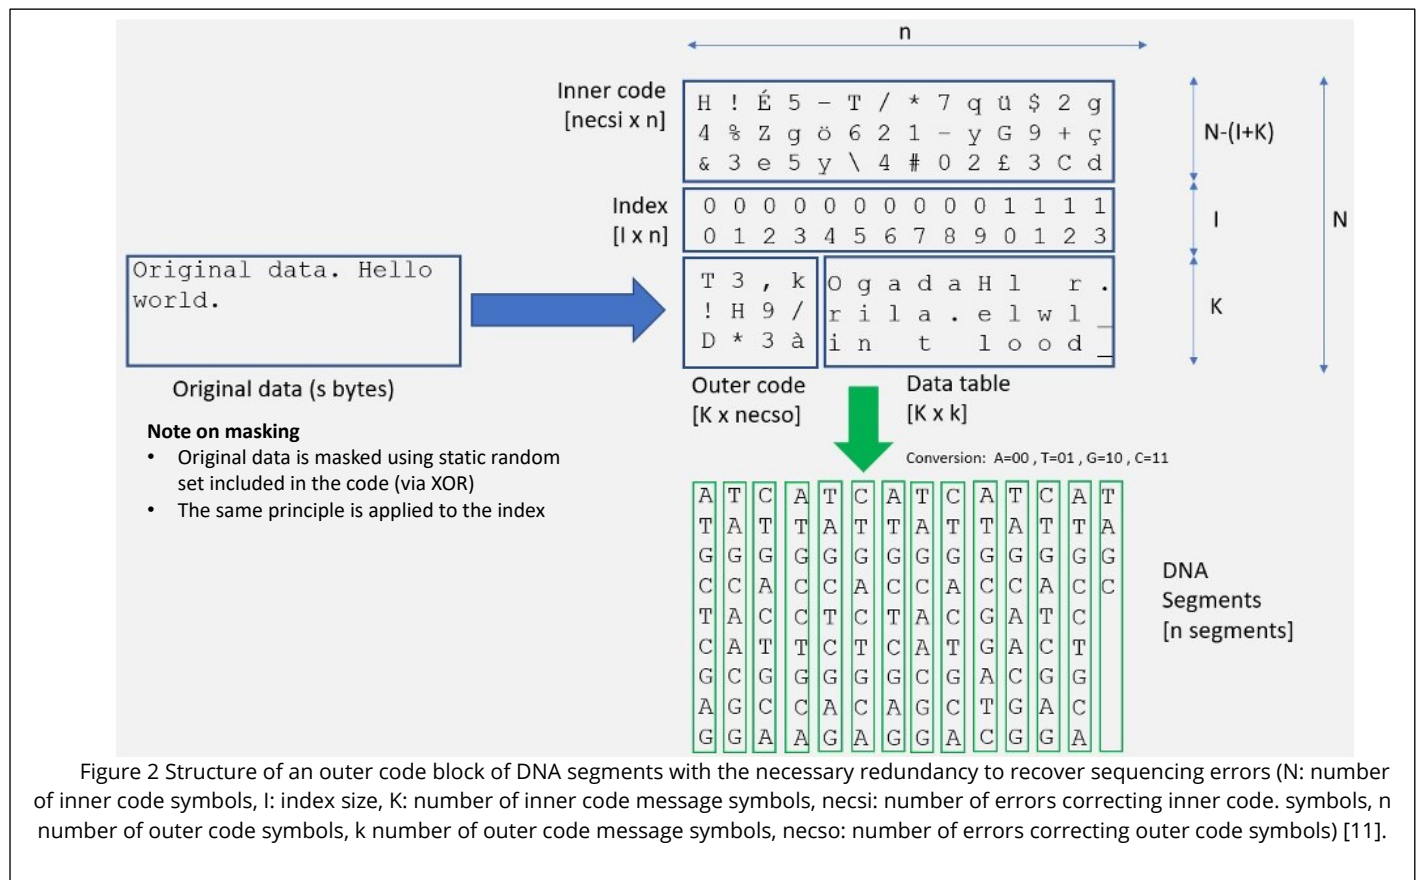 n
Inner code
[necsi x n]
H ! É 5 – T / * 7 q ü $ 2 g
4 % Z g ö 6 2 1 – y G 9 + ç
& 3 e 5 y \ 4 # 0 2 £ 3 C d
N-(I+K)
Index
[I x n]
0 0 0 0 0 0 0 0 0 0 1 1 1 1
0 1 2 3 4 5 6 7 8 9 0 1 2 3
I
N
Original data. Hello
world.
T 3 , k
! H 9 /
D * 3 à
O g a d a H l   r .
r i l a . e l w l _
i n   t   l o o d _
K
Original data (s bytes)
Outer code
[K x necso]
Data table
[K x k]
Note on masking
• Original data is masked using static random
set included in the code (via XOR)
• The same principle is applied to the index
Conversion: A=00 , T=01 , G=10 , C=11
A T C A T C A T C A T C A T
T A T T A T T A T T A T T A
G G G G G G G G G G G G G G
C C A C C A C C A C C A C C
T A C C T C T A C G A T C
C A T T C T C A T G A C T
G C G G G G G C G A C G G
A G C C A C A G C T G A C
G G A A G A G G A C G G A
DNA
Segments
[n segments]
Figure 2 Structure of an outer code block of DNA segments with the necessary redundancy to recover sequencing errors (N: number
of inner code symbols, I: index size, K: number of inner code message symbols, necsi: number of errors correcting inner code. symbols, n
number of outer code symbols, k number of outer code message symbols, necso: number of errors correcting outer code symbols) [11].